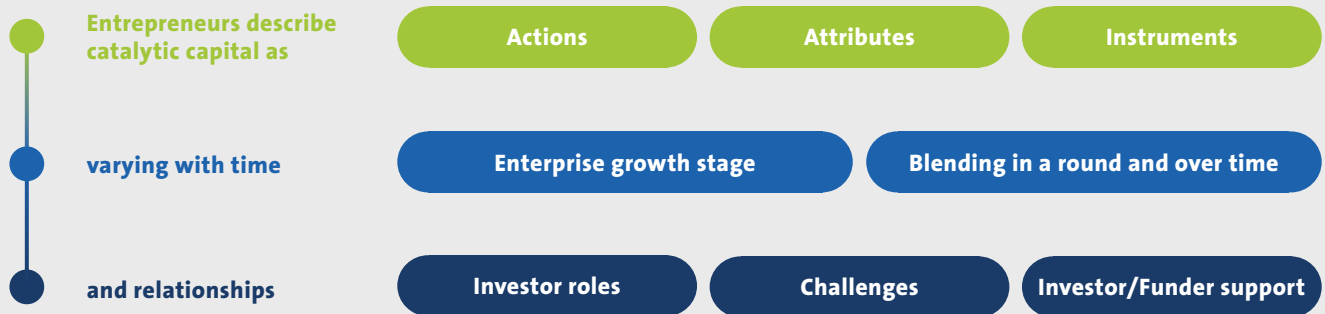 Entrepreneurs describe
catalytic capital as
Actions
Attributes
Instruments
varying with time
Enterprise growth stage
Blending in a round and over time
and relationships
Investor roles
Challenges
Investor/Funder support